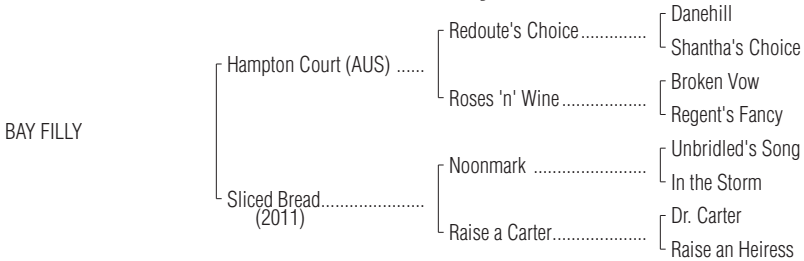 Danehill
Redoute's Choice..............
Shantha's Choice
Hampton Court (AUS) ......
Broken Vow
Roses 'n' Wine..................
Regent's Fancy
BAY FILLY
Unbridled's Song
Noonmark ........................
In the Storm
Sliced Bread......................
(2011)
Dr. Carter
Raise a Carter....................
Raise an Heiress